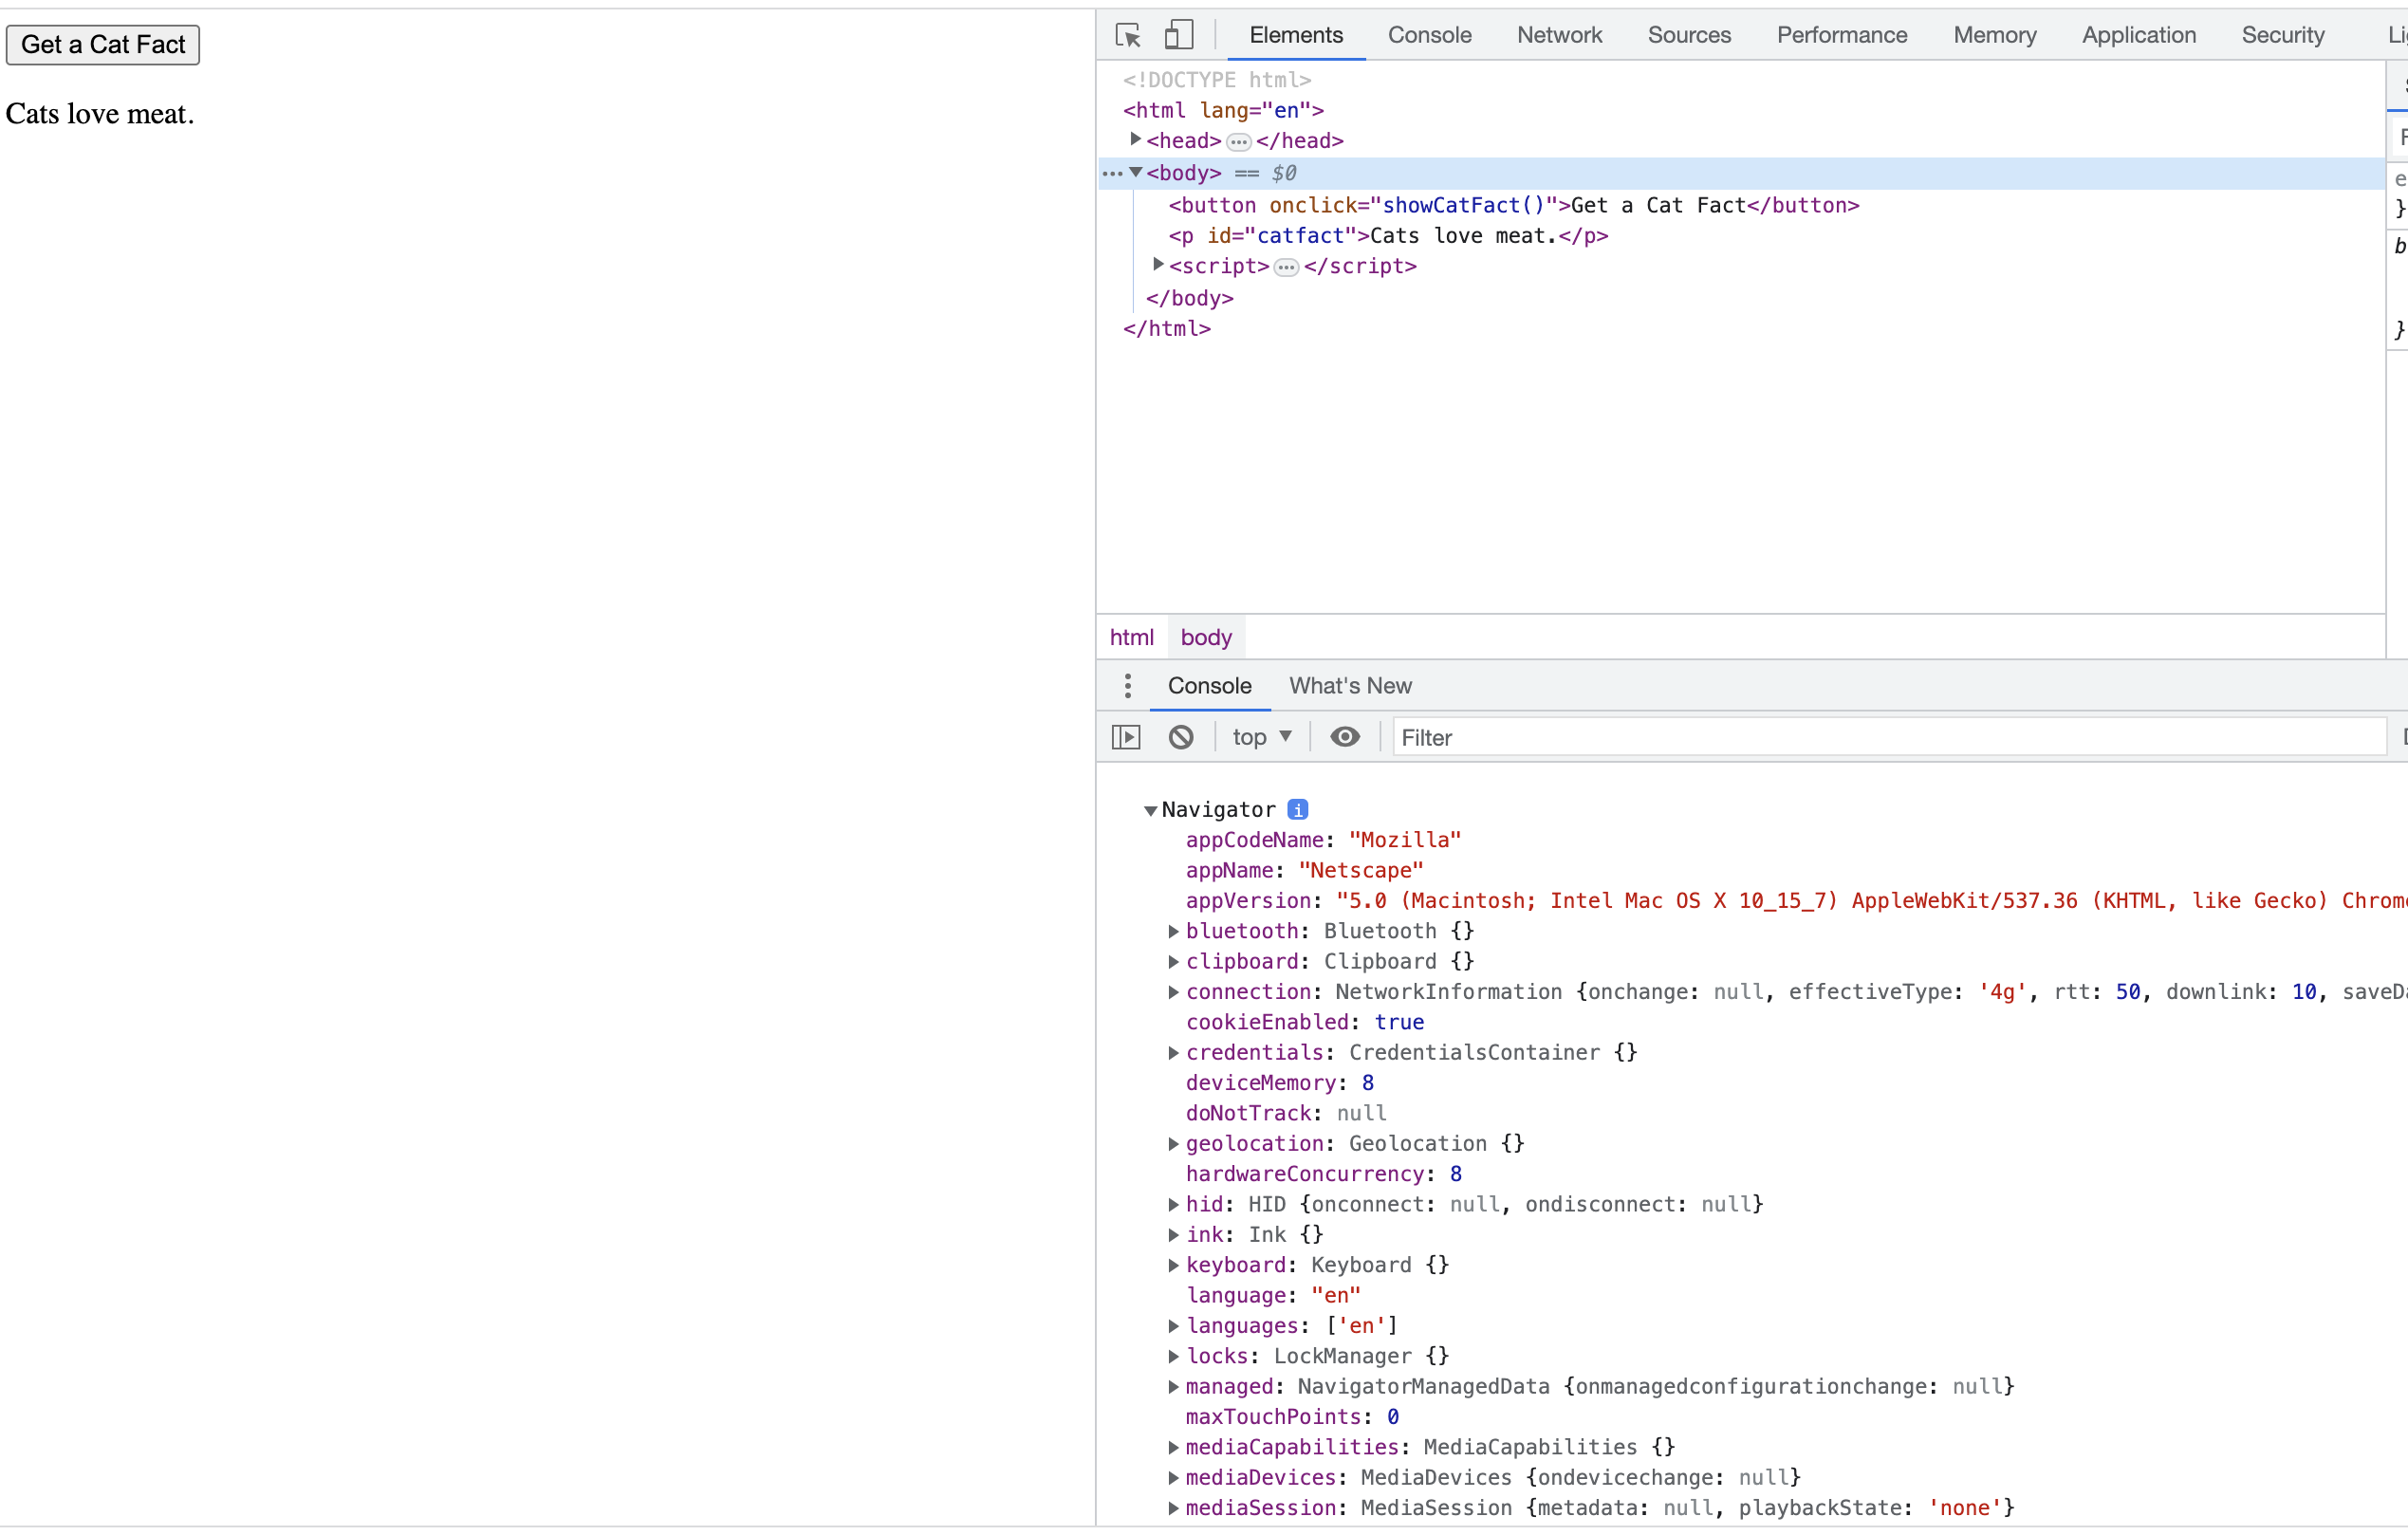 Get a Cat Fact
Cats love meat.
Elements Console Network Sources Performance Memory Application Security
<!DOCTYPE html>
<html lang="en">
<head> ••• </head>
••• <body> == $0
<button onclick="showCatFact()">Get a Cat Fact</button>
<p id="catfact">Cats love meat.</p>
<script> ••• </script>
</body>
</html>
html body
Console What's New
top Filter
Navigator i
appCodeName: "Mozilla"
appName: "Netscape"
appVersion: "5.0 (Macintosh; Intel Mac OS X 10_15_7) AppleWebKit/537.36 (KHTML, like Gecko) Chrom
bluetooth: Bluetooth {}
clipboard: Clipboard {}
connection: NetworkInformation {onchange: null, effectiveType: '4g', rtt: 50, downlink: 10, saveD
cookieEnabled: true
credentials: CredentialsContainer {}
deviceMemory: 8
doNotTrack: null
geolocation: Geolocation {}
hardwareConcurrency: 8
hid: HID {onconnect: null, ondisconnect: null}
ink: Ink {}
keyboard: Keyboard {}
language: "en"
languages: ['en']
locks: LockManager {}
managed: NavigatorManagedData {onmanagedconfigurationchange: null}
maxTouchPoints: 0
mediaCapabilities: MediaCapabilities {}
mediaDevices: MediaDevices {ondevicechange: null}
mediaSession: MediaSession {metadata: null, playbackState: 'none'}